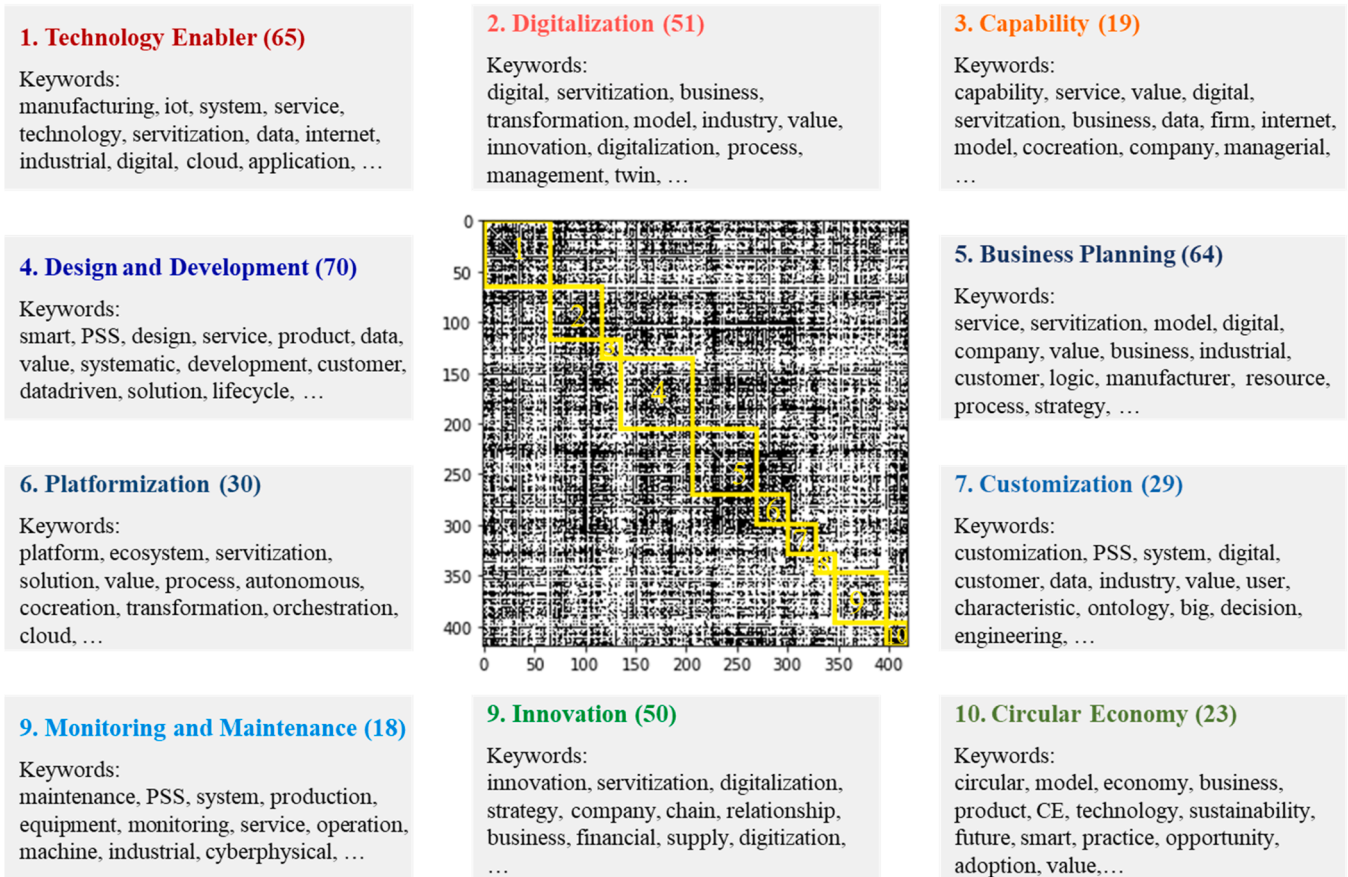 1. Technology Enabler (65)
Keywords:
manufacturing, iot, system, service,
technology, servitization, data, internet,
industrial, digital, cloud, application, …
2. Digitalization (51)
Keywords:
digital, servitization, business,
transformation, model, industry, value,
innovation, digitalization, process,
management, twin, …
3. Capability (19)
Keywords:
capability, service, value, digital,
servitzation, business, data, firm, internet,
model, cocreation, company, managerial,
…
4. Design and Development (70)
Keywords:
smart, PSS, design, service, product, data,
value, systematic, development, customer,
datadriven, solution, lifecycle, …
0
50
100
150
200
250
300
350
400
1
2
3
4
5
6
7
8
9
10
0 50 100 150 200 250 300 350 400
5. Business Planning (64)
Keywords:
service, servitization, model, digital,
company, value, business, industrial,
customer, logic, manufacturer, resource,
process, strategy, …
6. Platformization (30)
Keywords:
platform, ecosystem, servitization,
solution, value, process, autonomous,
cocreation, transformation, orchestration,
cloud, …
7. Customization (29)
Keywords:
customization, PSS, system, digital,
customer, data, industry, value, user,
characteristic, ontology, big, decision,
engineering, …
9. Monitoring and Maintenance (18)
Keywords:
maintenance, PSS, system, production,
equipment, monitoring, service, operation,
machine, industrial, cyberphysical, …
9. Innovation (50)
Keywords:
innovation, servitization, digitalization,
strategy, company, chain, relationship,
business, financial, supply, digitization,
…
10. Circular Economy (23)
Keywords:
circular, model, economy, business,
product, CE, technology, sustainability,
future, smart, practice, opportunity,
adoption, value,…